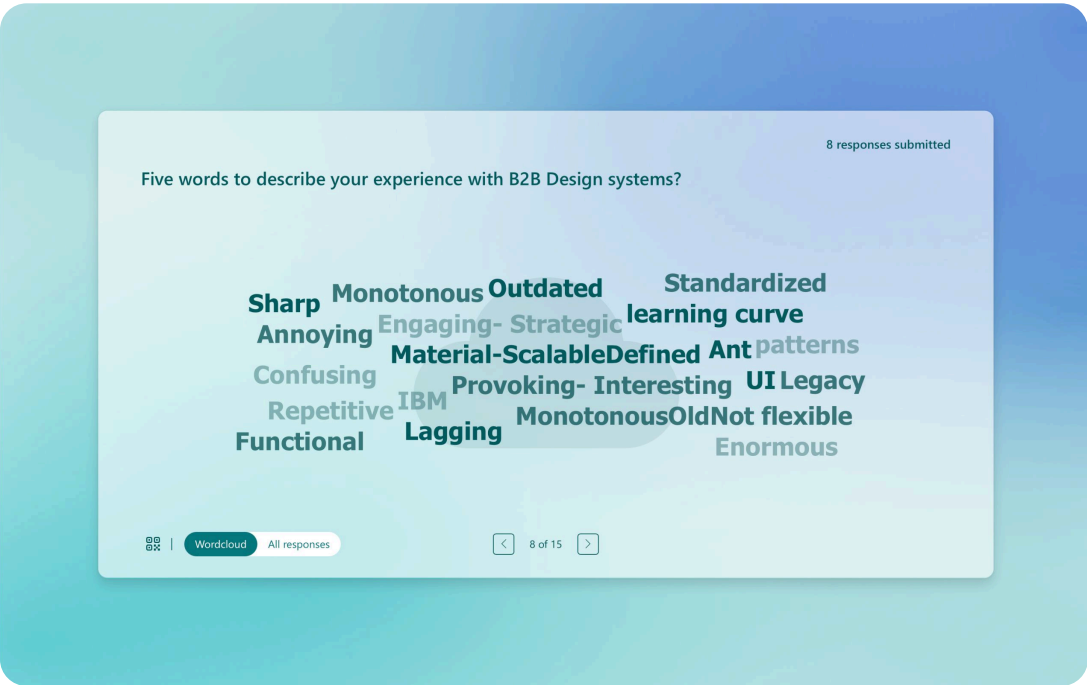 8 responses submitted
Five words to describe your experience with B2B Design systems?
Standardized
Outdated
Monotonous
Sharp
learning curve
Engaging- Strategic
Annoying
patterns
Ant
Material-ScalableDefined
Confusing
Provoking- Interesting
UI
Legacy
IBM
Repetitive
MonotonousOldNot flexible
Lagging
Functional
Enormous
Wordcloud
All responses
8 of 15